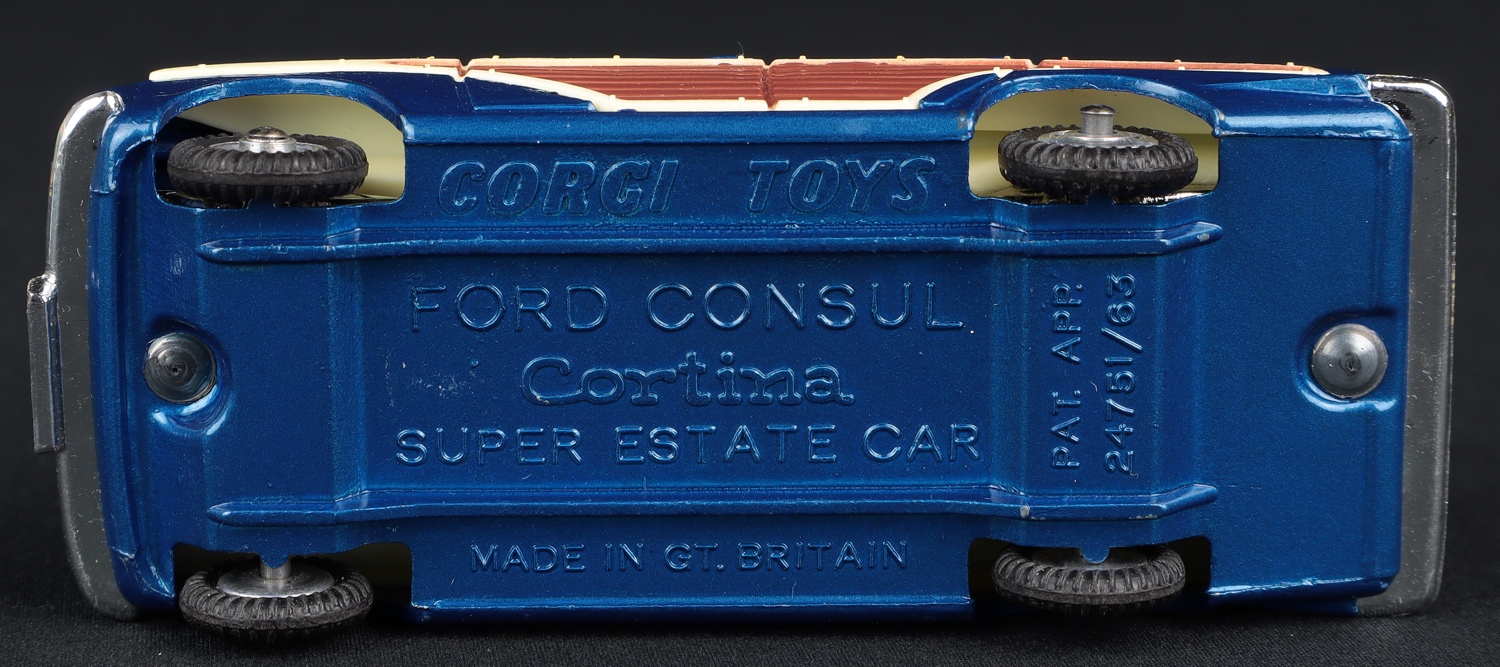 CORGI TOYS
FORD CONSUL
Cortina
SUPER ESTATE CAR
MADE IN GT. BRITAIN
PAT. APP.
24751/63